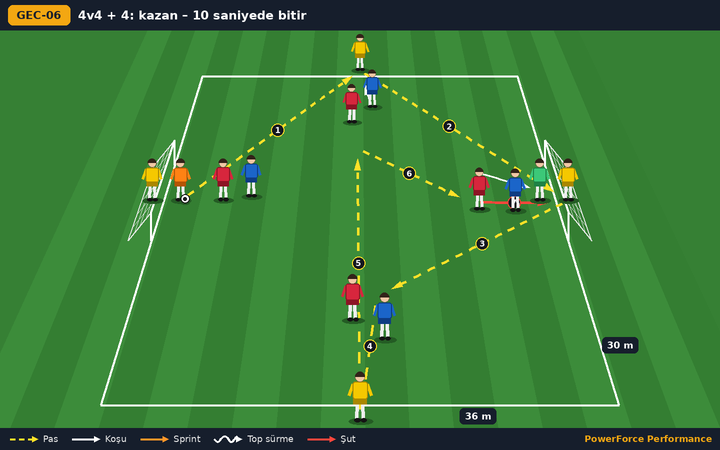 GEC-06 4v4 + 4: kazan – 10 saniyede bitir
1
2
6
3
5
4
30 m
36 m
Pas Koşu Sprint Top sürme Şut PowerForce Performance